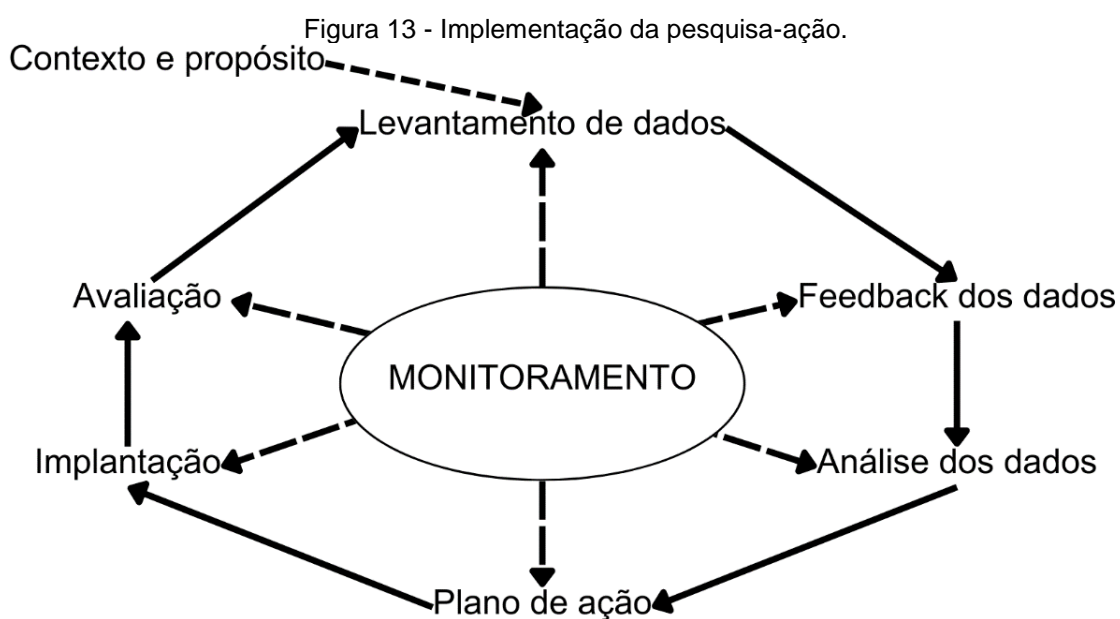 Figura 13 - Implementação da pesquisa-ação.
Contexto e propósito
Levantamento de dados
Avaliação
Feedback dos dados
MONITORAMENTO
Implantação
Análise dos dados
Plano de ação